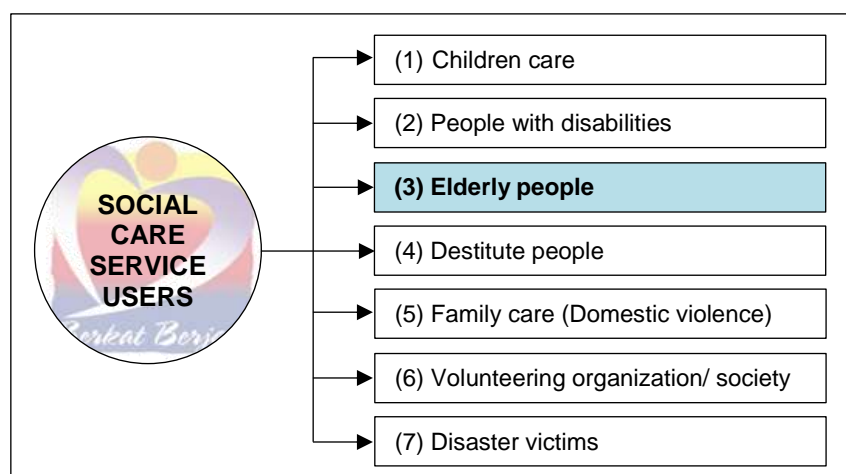 SOCIAL
CARE
SERVICE
USERS
(1) Children care
(2) People with disabilities
(3) Elderly people
(4) Destitute people
(5) Family care (Domestic violence)
(6) Volunteering organization/ society
(7) Disaster victims